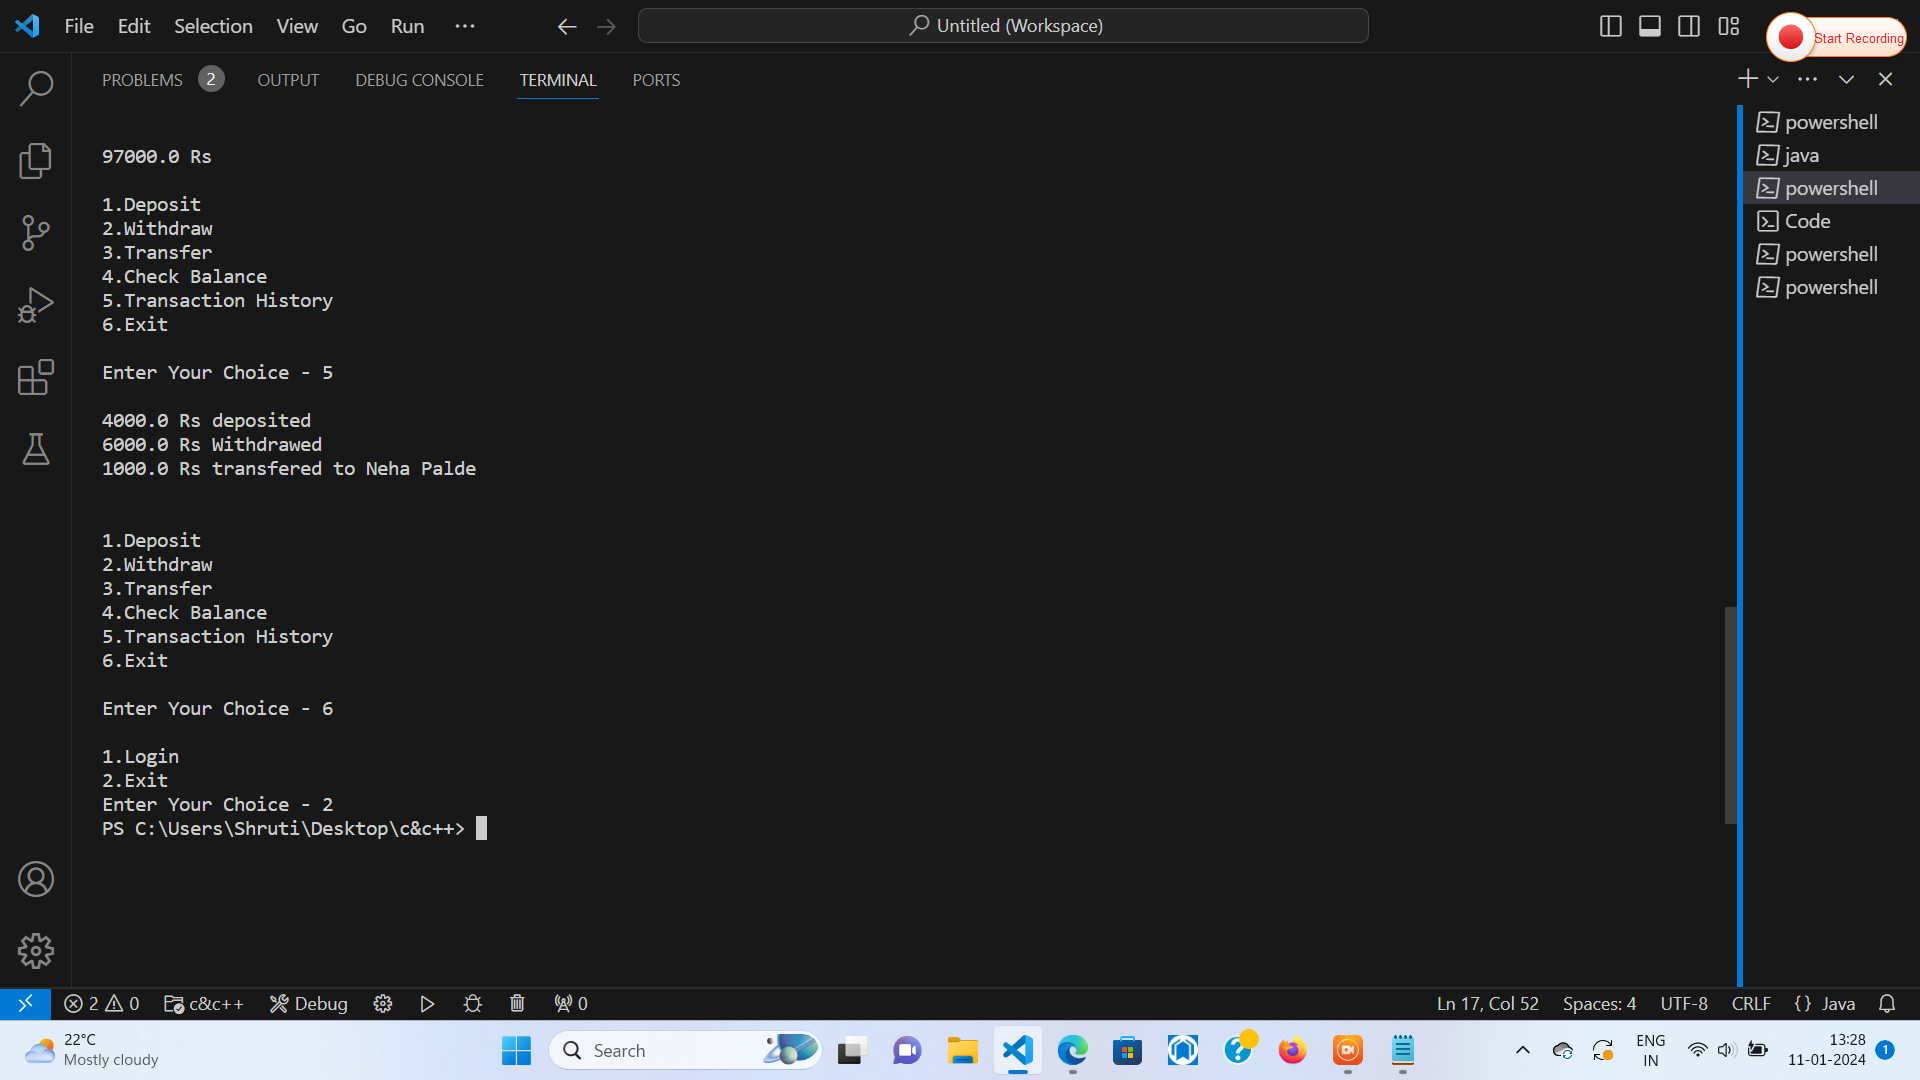 File Edit Selection View Go Run ...
Untitled (Workspace)
Start Recording
PROBLEMS 2 OUTPUT DEBUG CONSOLE TERMINAL PORTS
97000.0 Rs
1.Deposit
2.Withdraw
3.Transfer
4.Check Balance
5.Transaction History
6.Exit
Enter Your Choice - 5
4000.0 Rs deposited
6000.0 Rs Withdrawed
1000.0 Rs transfered to Neha Palde
1.Deposit
2.Withdraw
3.Transfer
4.Check Balance
5.Transaction History
6.Exit
Enter Your Choice - 6
1.Login
2.Exit
Enter Your Choice - 2
PS C:\Users\Shruti\Desktop\c&c++>
powershell
java
powershell
Code
powershell
powershell
2 0 c&c++ Debug 0
Ln 17, Col 52 Spaces: 4 UTF-8 CRLF {} Java
22°C
Mostly cloudy
Search
ENG
IN
13:28
11-01-2024
1